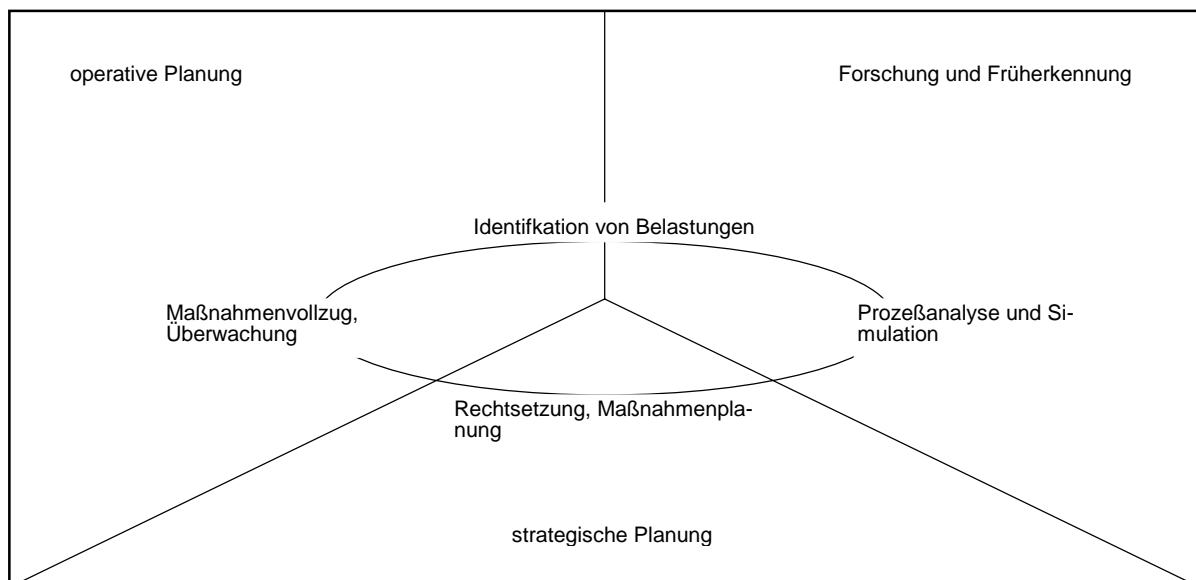 operative Planung
Forschung und Früherkennung
Identifkation von Belastungen
Maßnahmenvollzug,
Überwachung
Prozeßanalyse und Si-
mulation
Rechtsetzung, Maßnahmenpla-
nung
strategische Planung